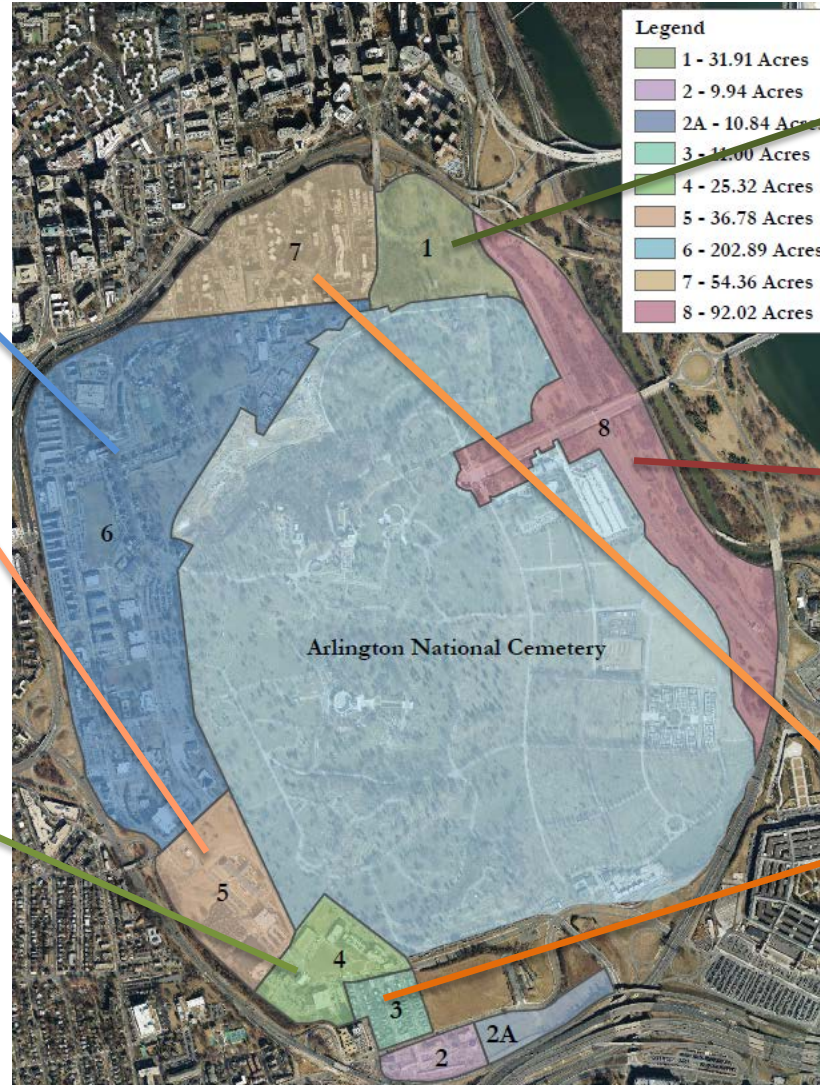 Legend
1 - 31.91 Acres
2 - 9.94 Acres
2A - 10.84 Acres
3 - 11.00 Acres
4 - 25.32 Acres
5 - 36.78 Acres
6 - 202.89 Acres
7 - 54.36 Acres
8 - 92.02 Acres
7
1
8
6
Arlington National Cemetery
5
4
3
2A
2